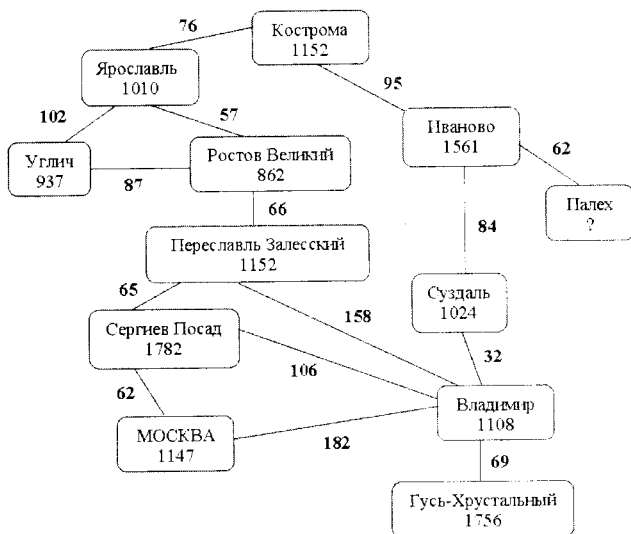 76
Кострома
1152
Ярославль
1010
95
102
57
Иваново
1561
62
Углич
937
87
Ростов Великий
862
Палех
?
66
84
Переславль Залесский
1152
65
158
Суздаль
1024
Сергиев Посад
1782
106
32
62
Владимир
1108
МОСКВА
1147
182
69
Гусь-Хрустальный
1756